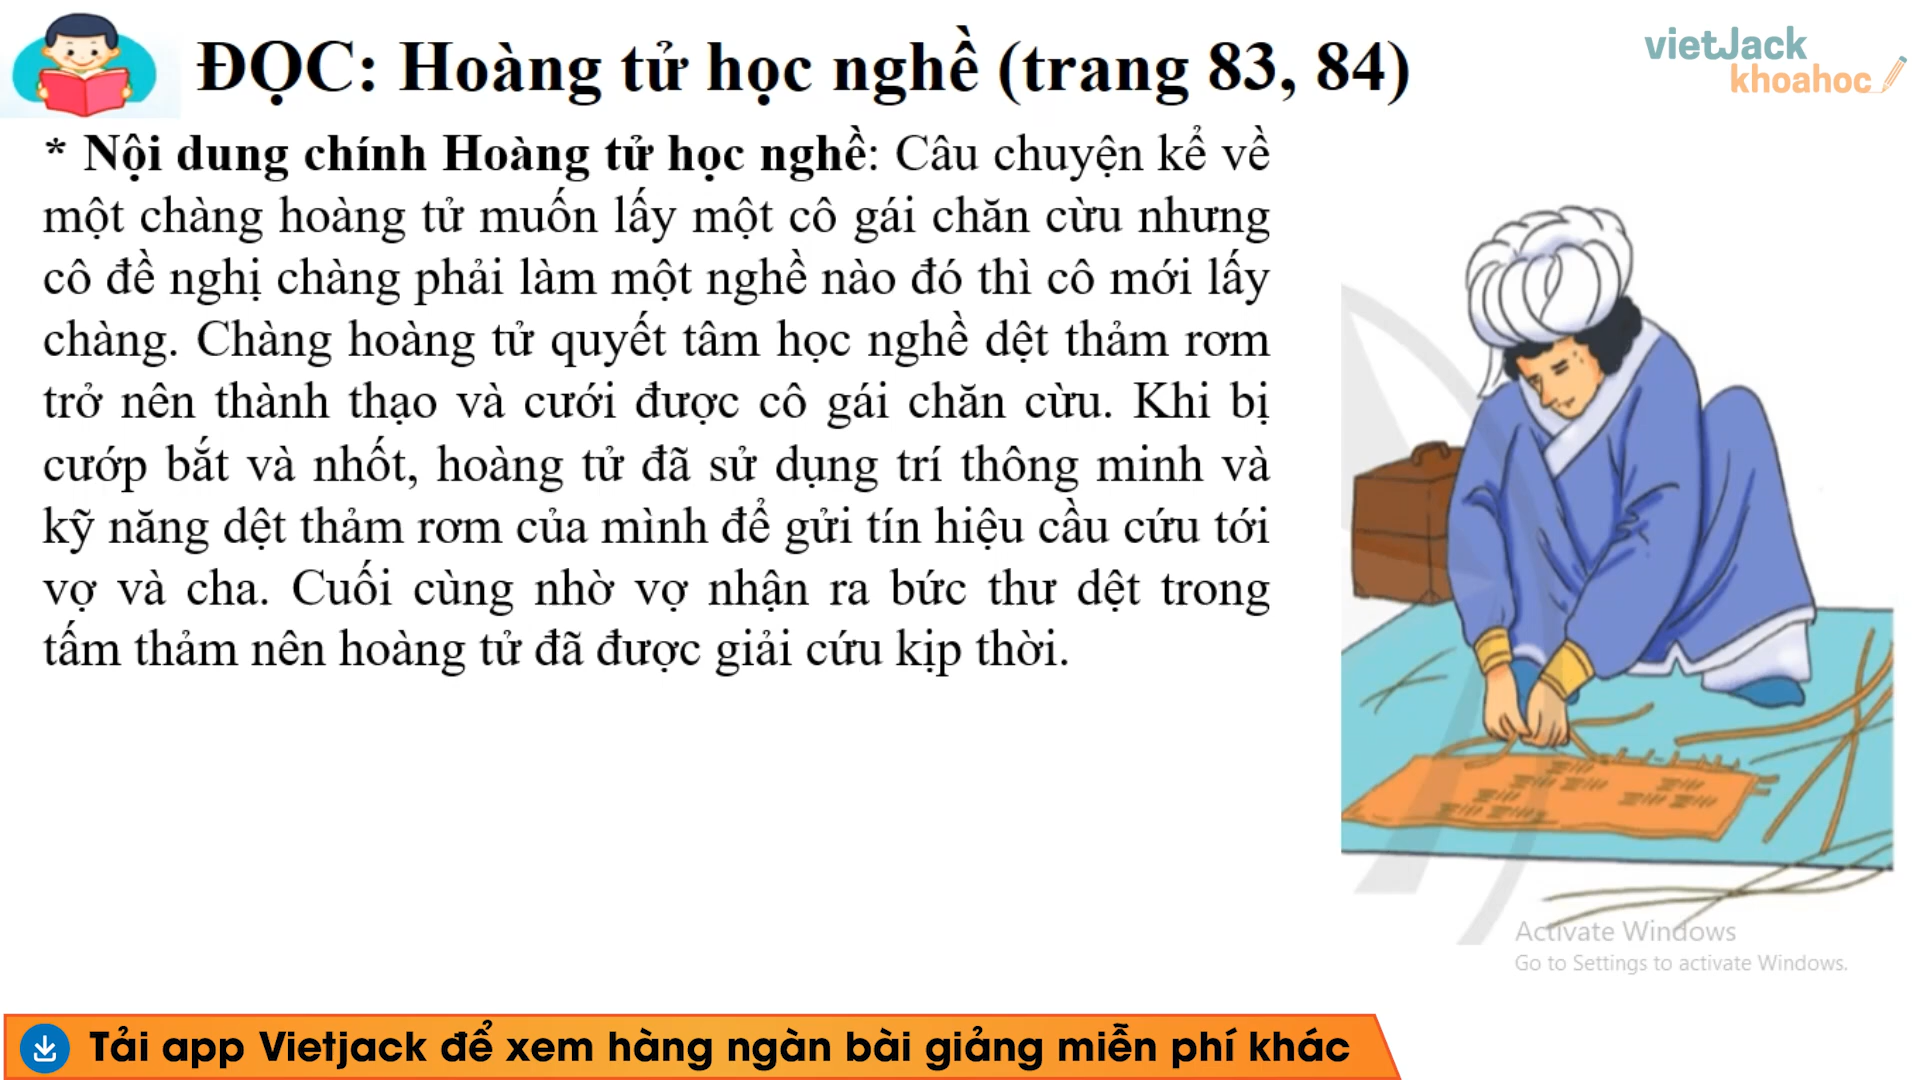 ĐỌC: Hoàng tử học nghề (trang 83, 84)
vietJack
khoahoc
* Nội dung chính Hoàng tử học nghề: Câu chuyện kể về
một chàng hoàng tử muốn lấy một cô gái chăn cừu nhưng
cô đề nghị chàng phải làm một nghề nào đó thì cô mới lấy
chàng. Chàng hoàng tử quyết tâm học nghề dệt thảm rơm
trở nên thành thạo và cưới được cô gái chăn cừu. Khi bị
cướp bắt và nhốt, hoàng tử đã sử dụng trí thông minh và
kỹ năng dệt thảm rơm của mình để gửi tín hiệu cầu cứu tới
vợ và cha. Cuối cùng nhờ vợ nhận ra bức thư dệt trong
tấm thảm nên hoàng tử đã được giải cứu kịp thời.
Activate Windows
Go to Settings to activate Windows.
Tải app Vietjack để xem hàng ngàn bài giảng miễn phí khác